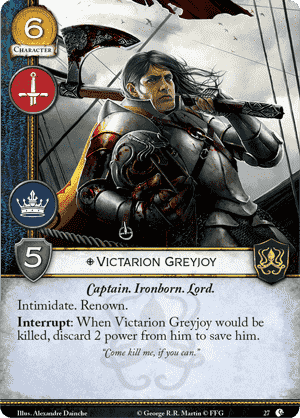 6
CHARACTER
5
VICTARION GREYJOY
Captain. Ironborn. Lord.
Intimidate. Renown.
Interrupt: When Victarion Greyjoy would be
killed, discard 2 power from him to save him.
"Come kill me, if you can."
Illus. Alexandre Dainche © George R.R. Martin © FFG 27